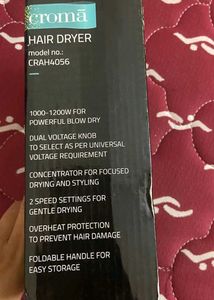 cromā
HAIR DRYER
model no.:
CRAH4056
1000-1200W FOR
POWERFUL BLOW DRY
DUAL VOLTAGE KNOB
TO SELECT AS PER UNIVERSAL
VOLTAGE REQUIREMENT
CONCENTRATOR FOR FOCUSED
DRYING AND STYLING
2 SPEED SETTINGS FOR
GENTLE DRYING
OVERHEAT PROTECTION
TO PREVENT HAIR DAMAGE
FOLDABLE HANDLE FOR
EASY STORAGE